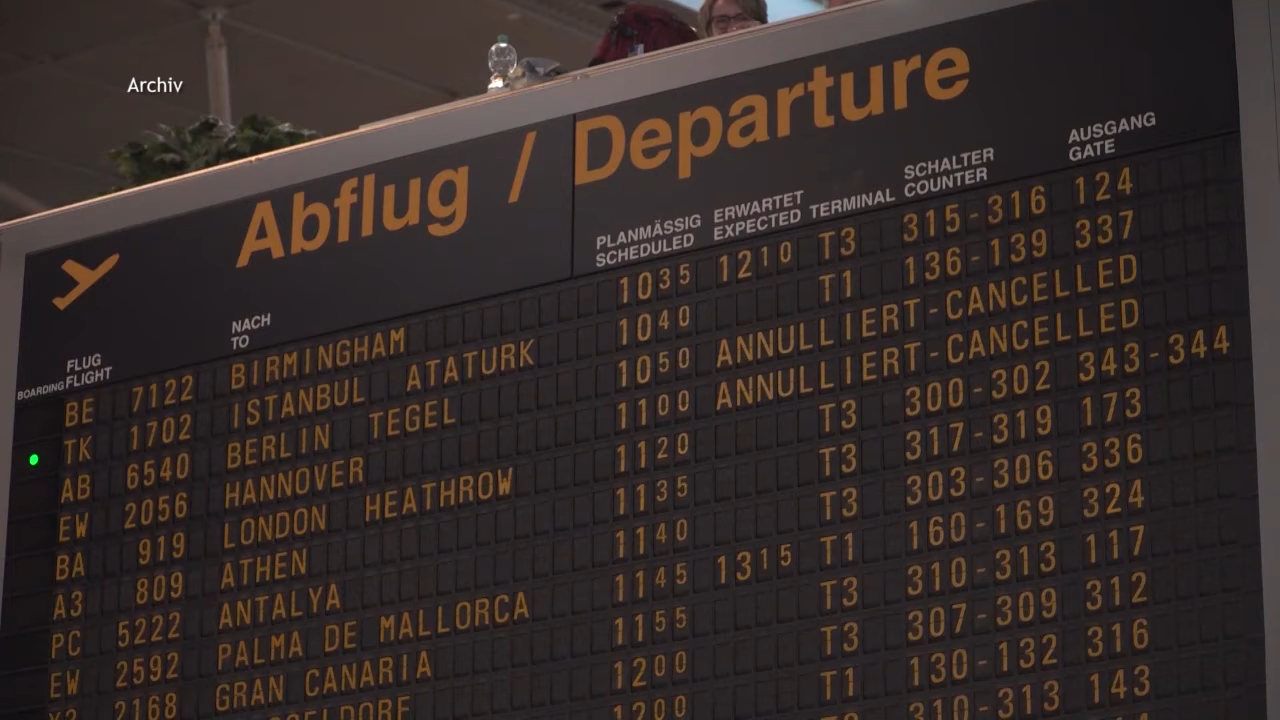 Archiv
Abflug / Departure
BOARDING
FLUG
FLIGHT
NACH
TO
PLANMÄSSIG
SCHEDULED
ERWARTET
EXPECTED
TERMINAL
SCHALTER
COUNTER
AUSGANG
GATE
BE 7122 BIRMINGHAM 1035 1210 T3 315-316 124
TK 1702 ISTANBUL ATATURK 1040 T1 136-139 337
AB 6540 BERLIN TEGEL 1050 ANNULLIERT-CANCELLED
EW 2056 HANNOVER 1100 ANNULLIERT-CANCELLED
BA 919 LONDON HEATHROW 1120 T3 300-302 343-344
A3 809 ATHEN 1135 T3 317-319 173
PC 5222 ANTALYA 1140 T3 303-306 336
EW 2592 PALMA DE MALLORCA 1145 1315 T1 160-169 324
2168 GRAN CANARIA 1155 T3 310-313 117
1200 T3 307-309 312
1200 T1 130-132 316
310-313 143